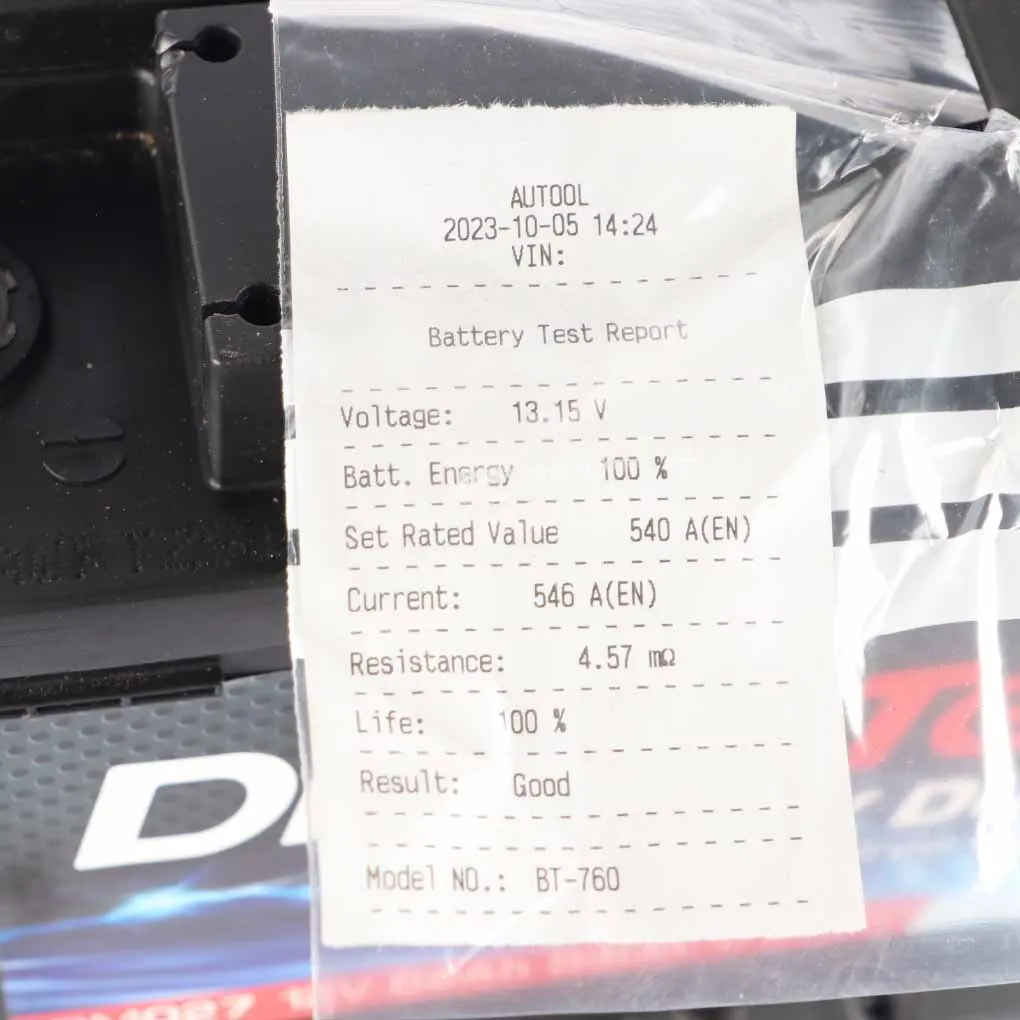 AUTOOL
2023-10-05 14:24
VIN:
Battery Test Report
Voltage: 13.15 V
Batt. Energy 100 %
Set Rated Value 540 A(EN)
Current: 546 A(EN)
Resistance: 4.57 mΩ
Life: 100 %
Result: Good
Model NO.: BT-760